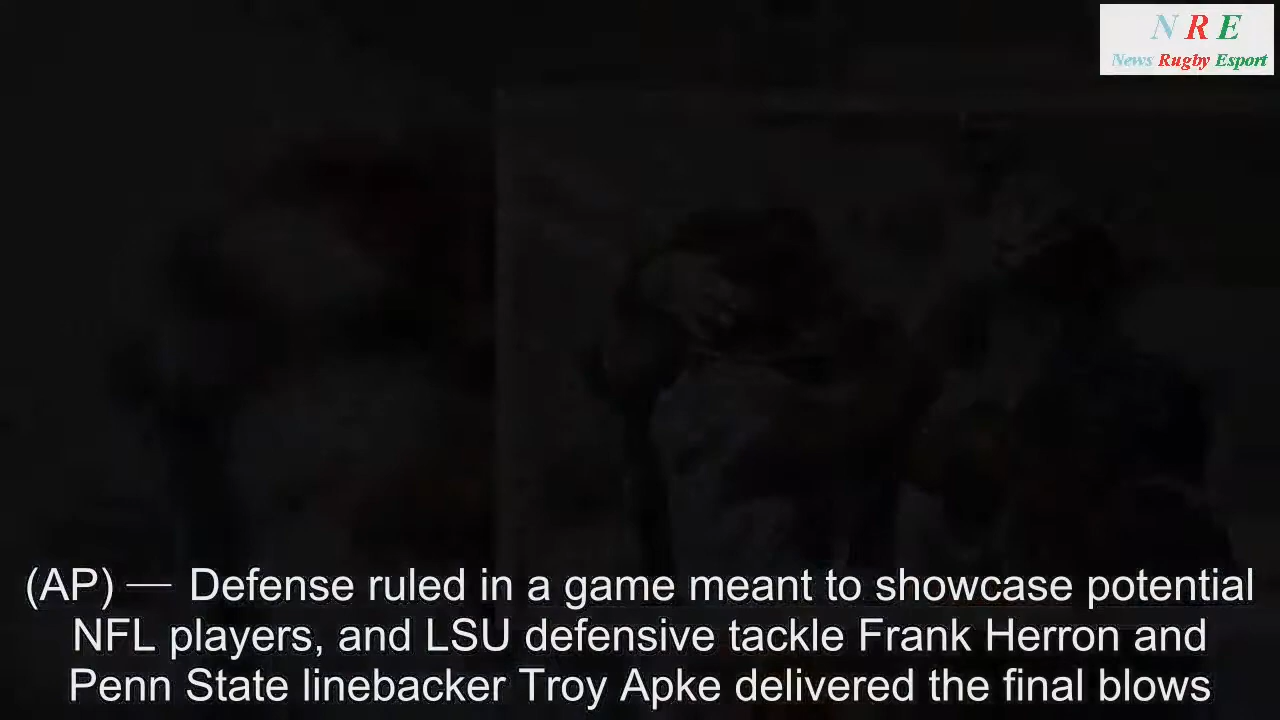 N R E
News Rugby Esport
(AP) — Defense ruled in a game meant to showcase potential
NFL players, and LSU defensive tackle Frank Herron and
Penn State linebacker Troy Apke delivered the final blows